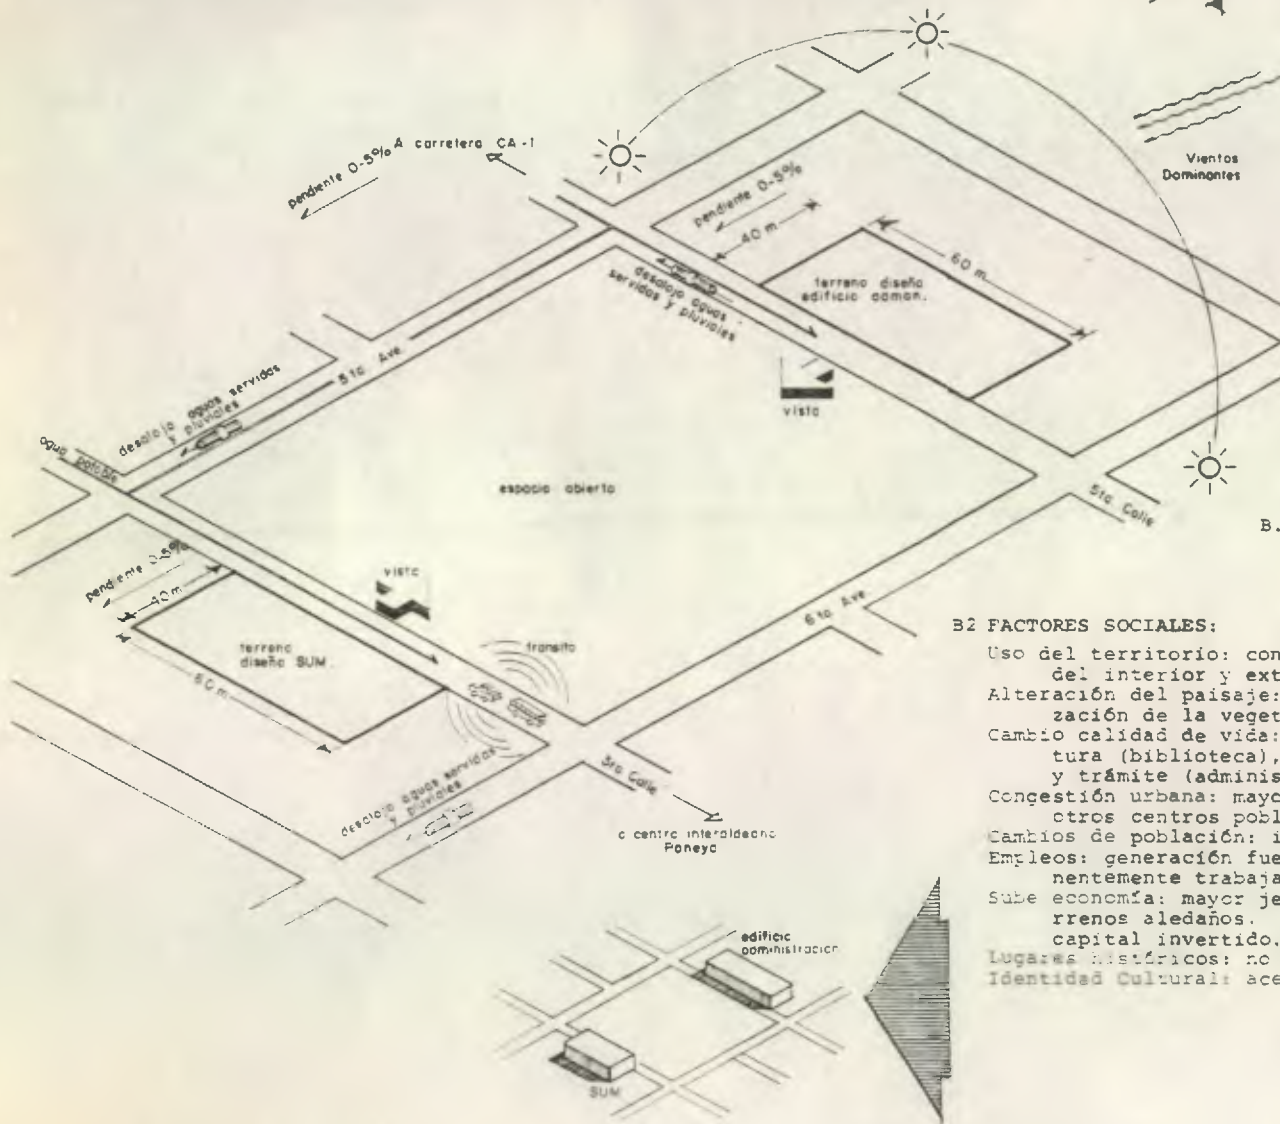 A carretera CA-1
pendiente 0-5%
Vientos
Dominantes
pendiente 0-5%
40 m
60 m
terreno diseño
edificio admon.
desalojo aguas
servidas y pluviales
vista
5ta. Ave.
desalojo aguas servidas
y pluviales
agua potable
espacio abierto
5ta Calle
B.
pendiente 0-5%
40m
vista
terreno
diseño SUM.
60m
transito
6ta Ave.
desalojo aguas servidas
y pluviales
3ra Calle
a centro interaldeano
Paneya
B2 FACTORES SOCIALES:
Uso del territorio: con
del interior y ext
Alteración del paisaje:
zación de la veget
Cambio calidad de vida:
tura (biblioteca),
y trámite (adminis
Congestión urbana: mayo
otros centros pobl
Cambios de población: i
Empleos: generación fue
nentemente trabaja
Sube economía: mayor je
rrenos aledaños.
capital invertido.
Lugares históricos: no
Identidad Cultural: ace
edificio
administracion
SUM